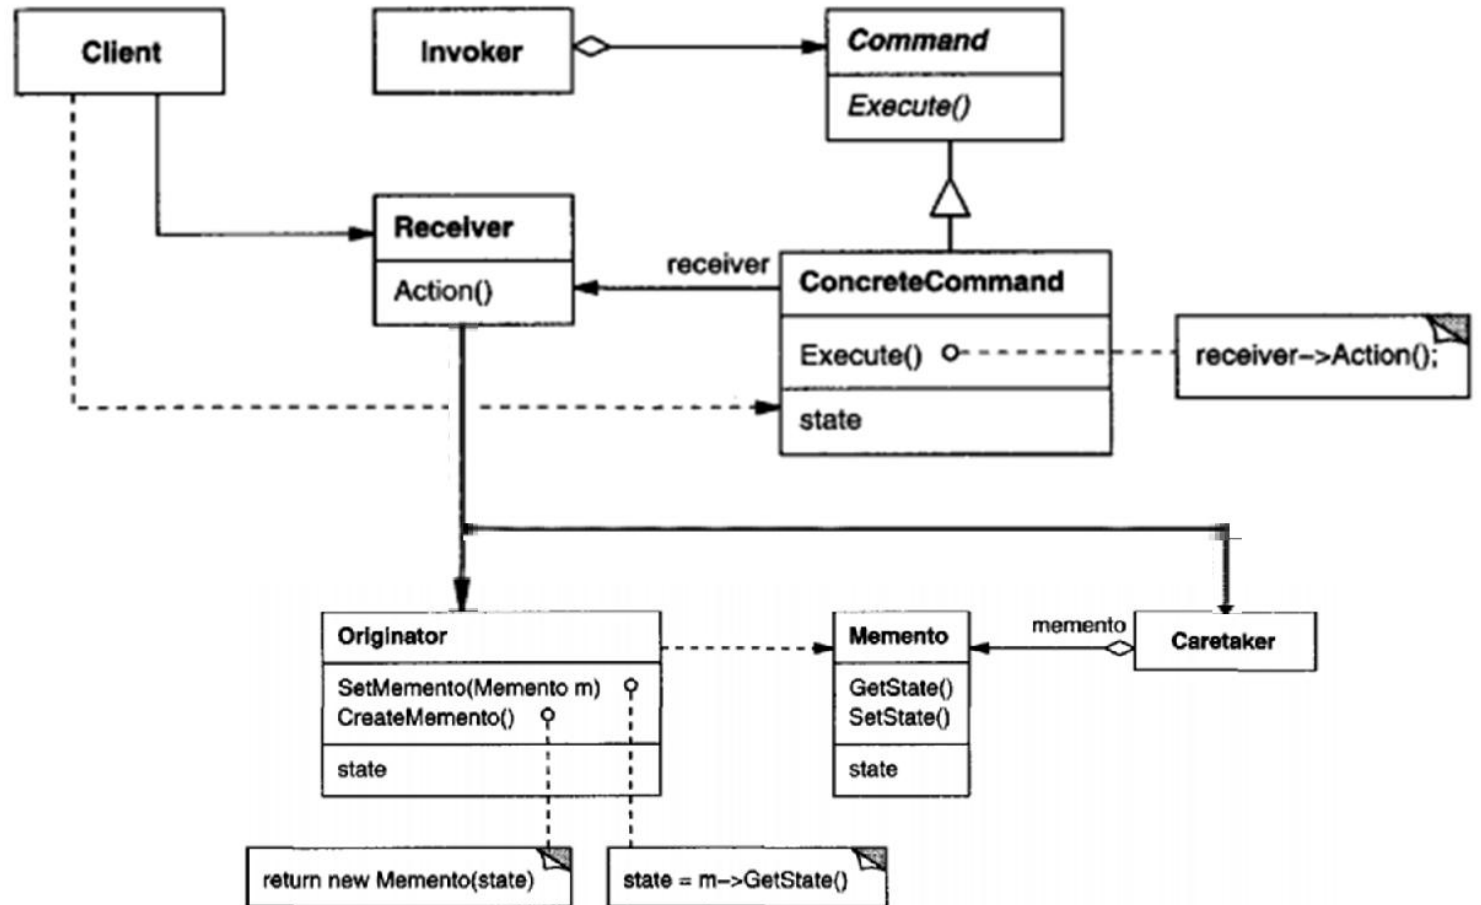 Client
Invoker
Command
Execute()
Receiver
Action()
receiver
ConcreteCommand
Execute()
state
receiver->Action();
Originator
SetMemento(Memento m)
CreateMemento()
state
Memento
GetState()
SetState()
state
memento
Caretaker
return new Memento(state)
state = m->GetState()